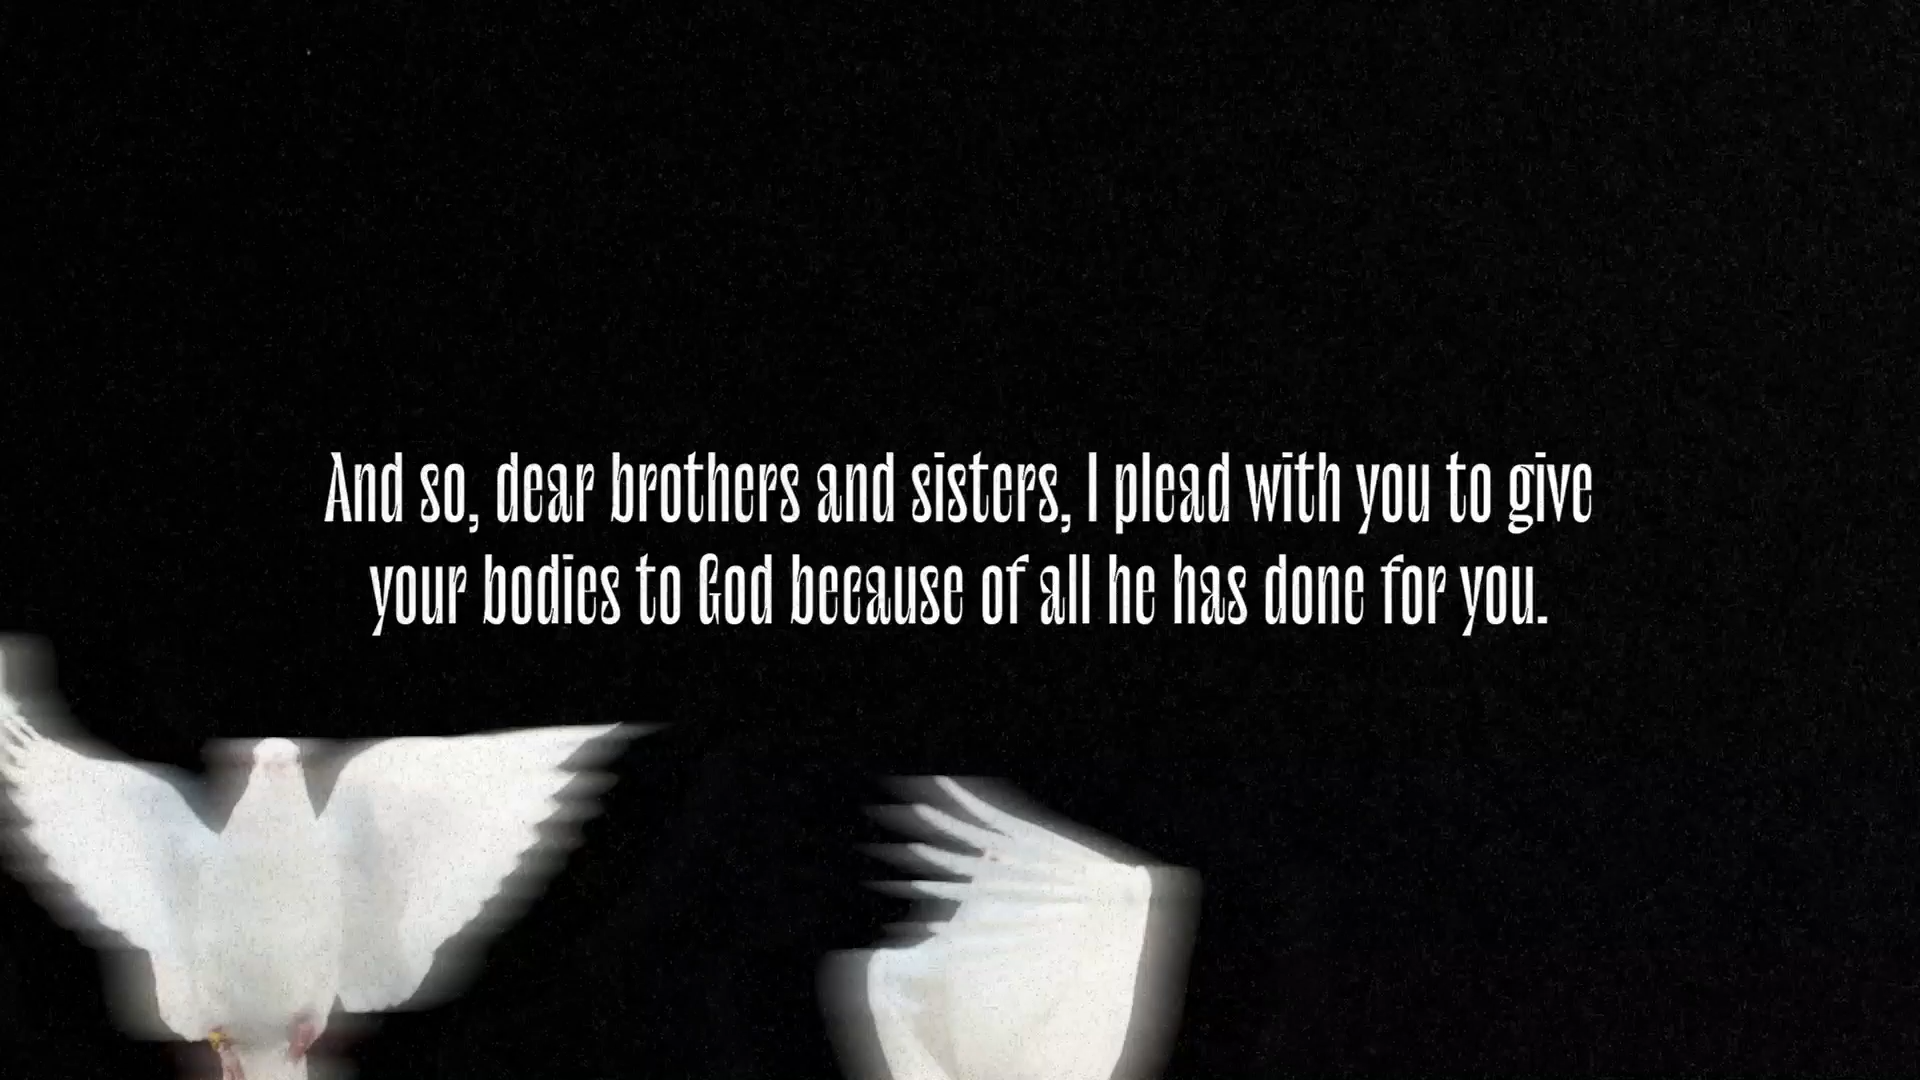 And so, dear brothers and sisters, I plead with you to give
your bodies to God because of all he has done for you.